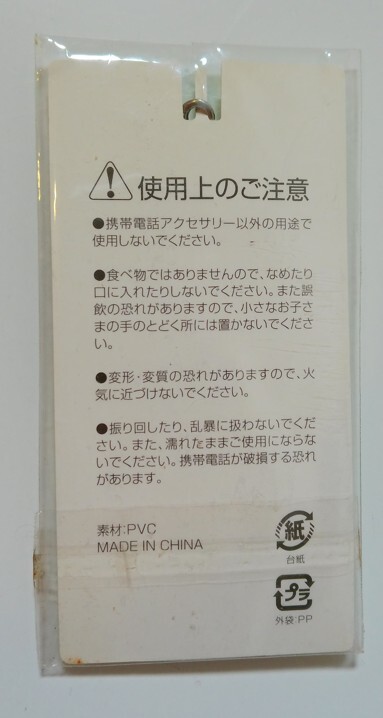 使用上のご注意
●携帯電話アクセサリー以外の用途で
使用しないでください。
●食べ物ではありませんので、なめたり
口に入れたりしないでください。また誤
飲の恐れがありますので、小さなお子さ
まの手のとどく所には置かないでくださ
い。
●変形・変質の恐れがありますので、火
気に近づけないでください。
●振り回したり、乱暴に扱わないでくだ
さい。また、濡れたままご使用にならな
いでください。携帯電話が破損する恐れ
があります。
素材:PVC
MADE IN CHINA
紙
台紙
プラ
外袋:PP